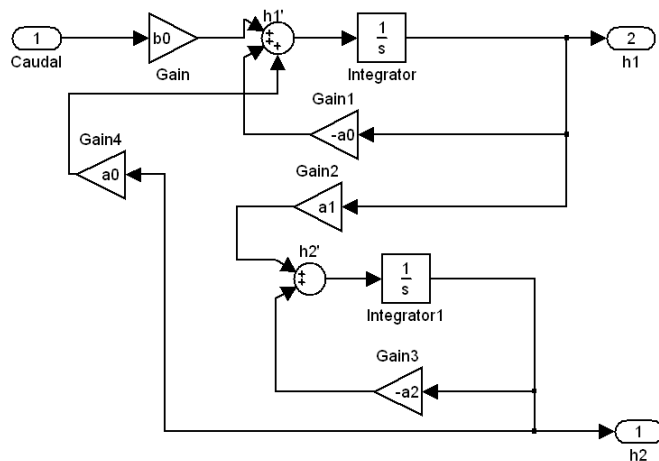 h1'
1
b0
+
+
+
1
s
2
Caudal
Gain
Integrator
h1
Gain1
-a0
Gain4
a0
Gain2
a1
h2'
+
+
1
s
Integrator1
Gain3
-a2
1
h2